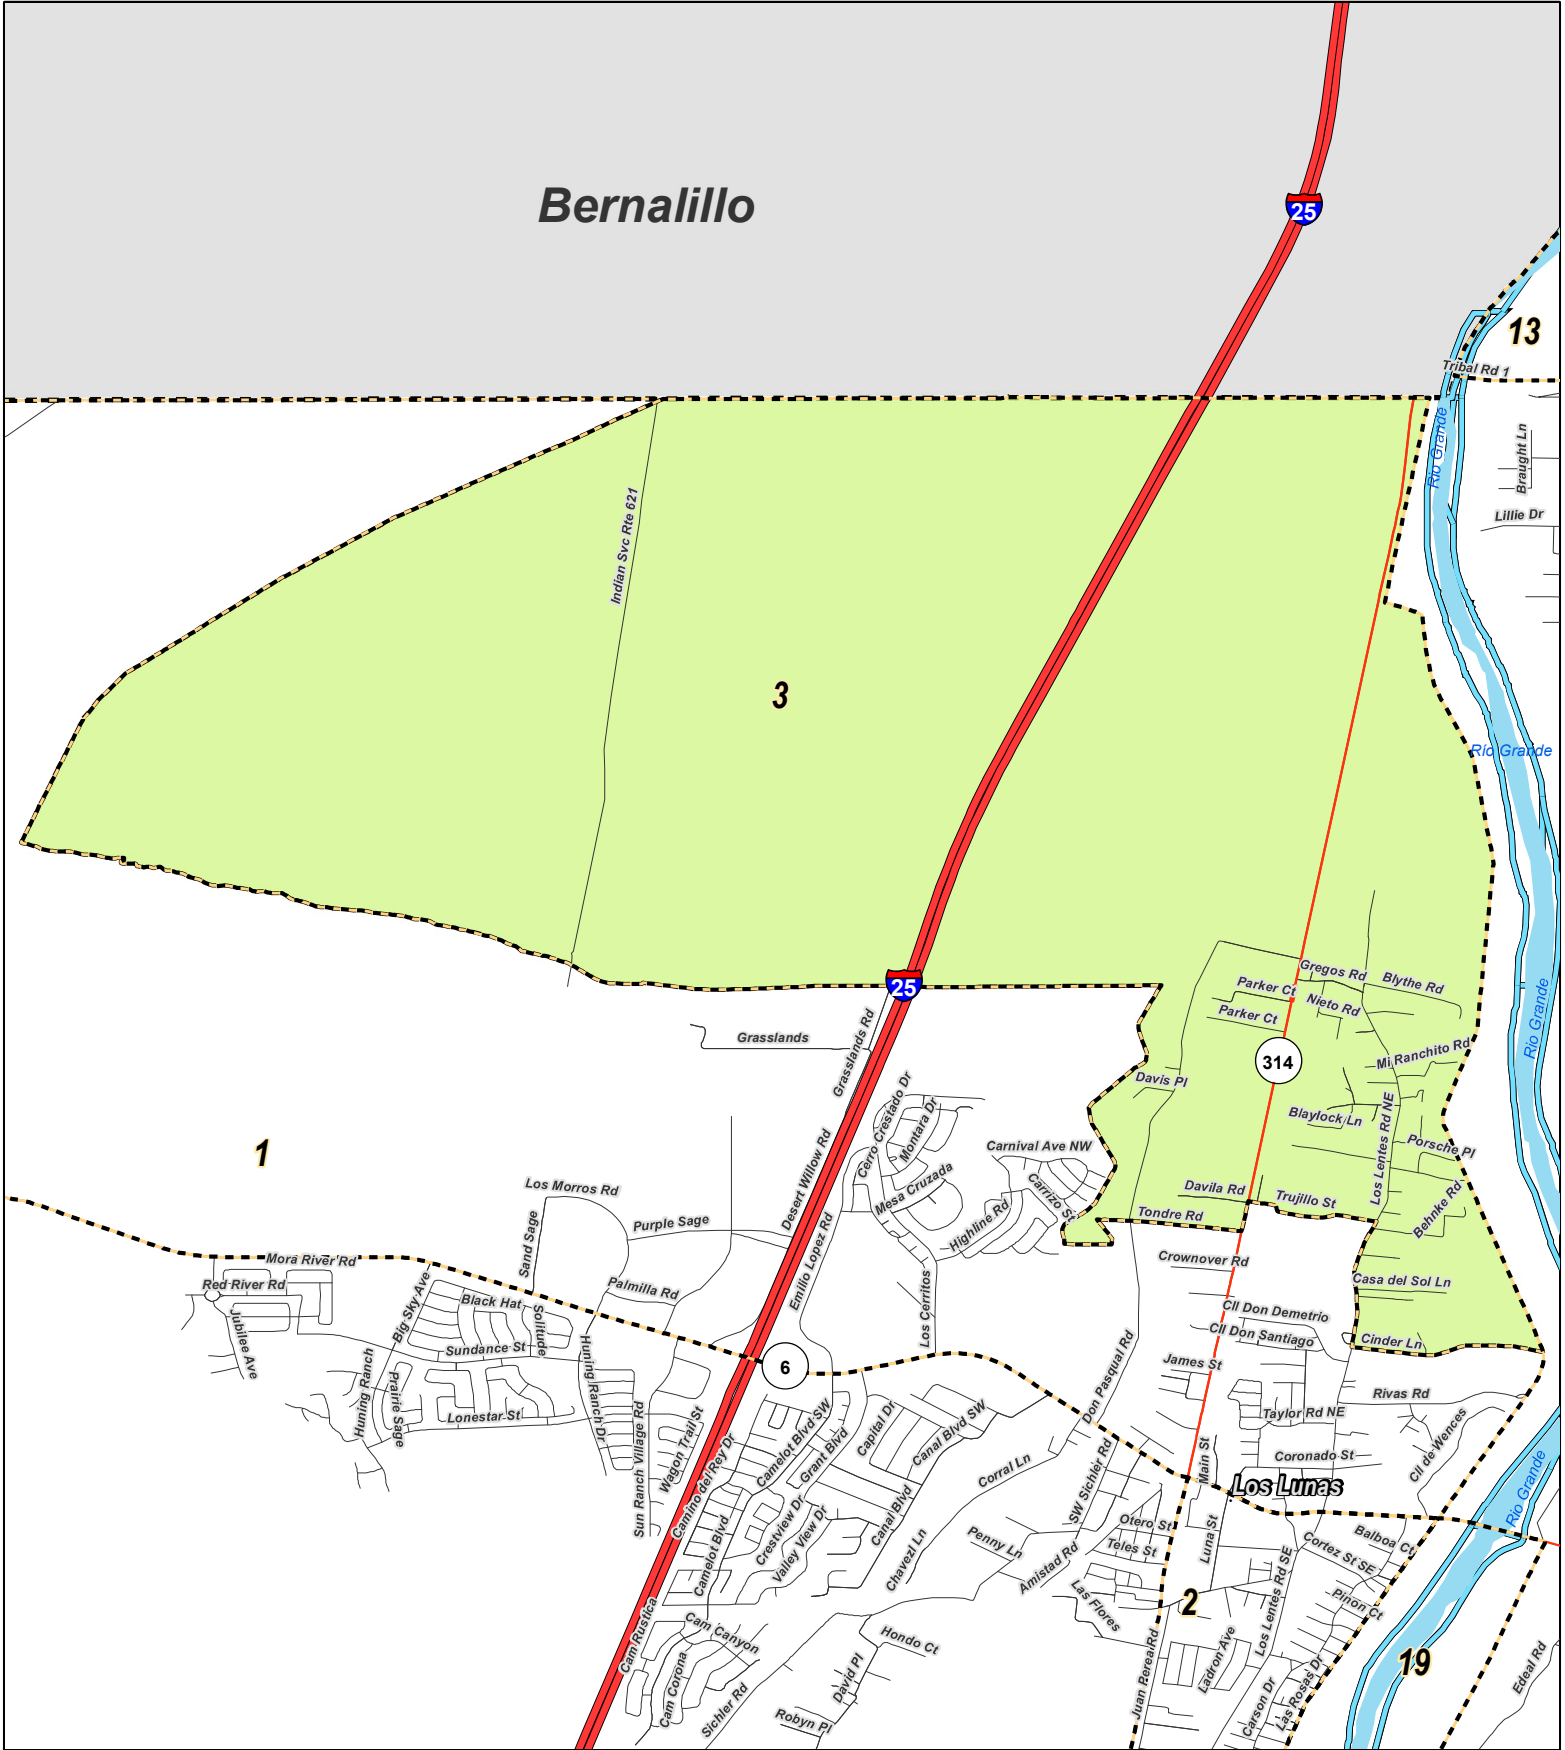 Bernalillo
25
13
Tribal Rd 1
Rio Grande
Braught Ln
Lillie Dr
Indian Svc Rte 621
3
Rio Grande
Gregos Rd
Blythe Rd
Parker Ct
Nieto Rd
Parker Ct
25
Rio Grande
Grasslands
Grasslands Rd
314
Mi Ranchito Rd
Davis Pl
Blaylock Ln
Los Lentes Rd NE
Porsche Pl
Cerro Crestado Dr
Montara Dr
Carnival Ave NW
1
Desert Willow Rd
Los Morros Rd
Mesa Cruzada
Carrizo St
Davila Rd
Trujillo St
Behnke Rd
Purple Sage
Highline Rd
Tondre Rd
Sand Sage
Mora River Rd
Emilio Lopez Rd
Crownover Rd
Red River Rd
Palmilla Rd
Casa del Sol Ln
Big Sky Ave
Black Hat
Solitude
Los Cerritos
Cll Don Demetrio
Jubilee Ave
Sundance St
Cll Don Santiago
Cinder Ln
Huning Ranch
Huning Ranch Dr
6
James St
Don Pasqual Rd
Prairie Sage
Lonestar St
Rivas Rd
Sun Ranch Village Rd
Wagon Trail St
Camino del Rey Dr
Camelot Blvd SW
Grant Blvd
Capital Dr
Canal Blvd SW
Taylor Rd NE
Cll de Wences
Main St
Coronado St
Corral Ln
SW Sichler Rd
Los Lunas
Rio Grande
Crestview Dr
Valley View Dr
Canal Blvd
Camelot Blvd
Chavezl Ln
Penny Ln
Otero St
Teles St
Luna St
Balboa Ct
Cortez St SE
Amistad Rd
Las Flores
2
Los Lentes Rd SE
Pinon Ct
Cam Rustica
Cam Canyon
Hondo Ct
Cam Corona
Sichler Rd
David Pl
Robyn Pl
Juan Perea Rd
Ladron Ave
Carson Dr
Las Rosas Dr
19
Edeal Rd